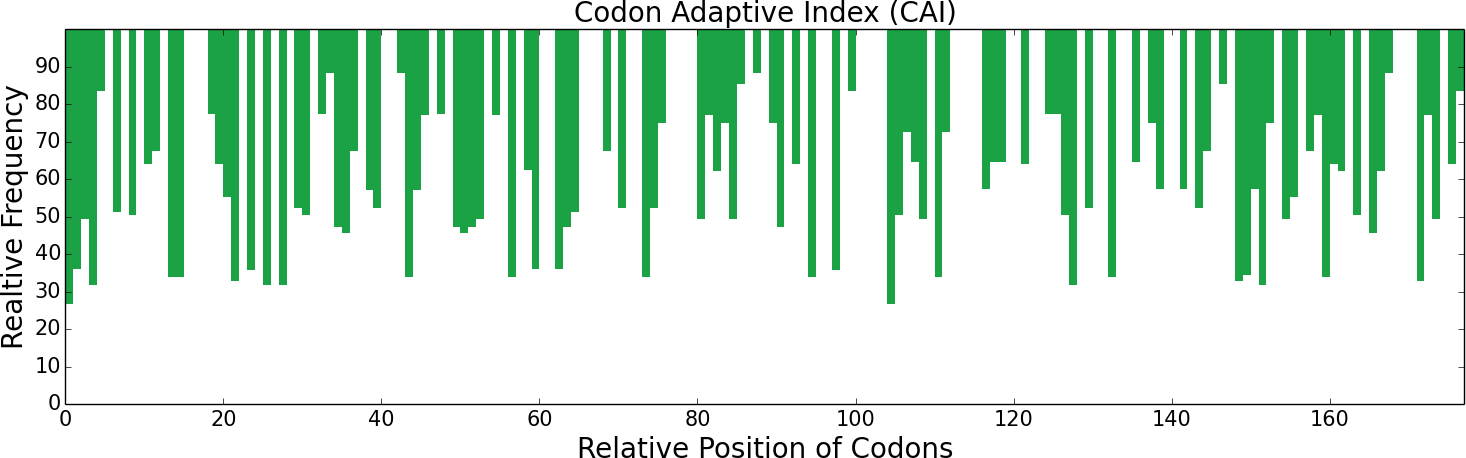 Codon Adaptive Index (CAI)
Realtive Frequency
90
80
70
60
50
40
30
20
10
0
0 20 40 60 80 100 120 140 160
Relative Position of Codons